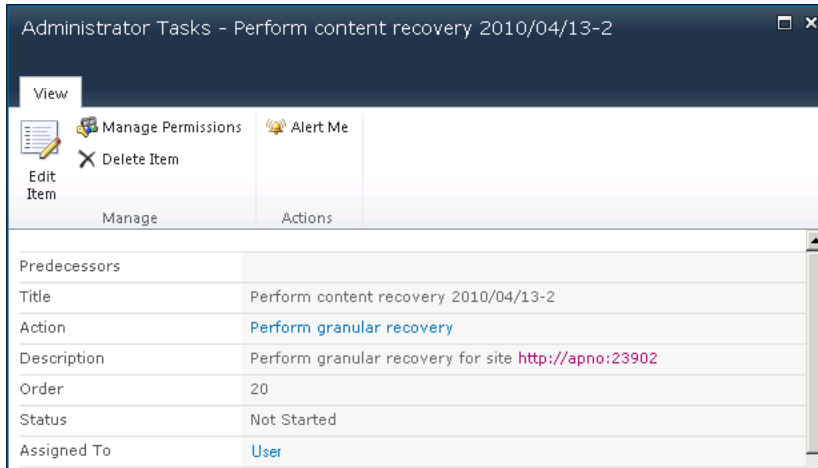 Administrator Tasks - Perform content recovery 2010/04/13-2
View
Edit
Item
Manage Permissions
Delete Item
Manage
Alert Me
Actions
Predecessors
Title Perform content recovery 2010/04/13-2
Action Perform granular recovery
Description Perform granular recovery for site http://apno:23902
Order 20
Status Not Started
Assigned To User